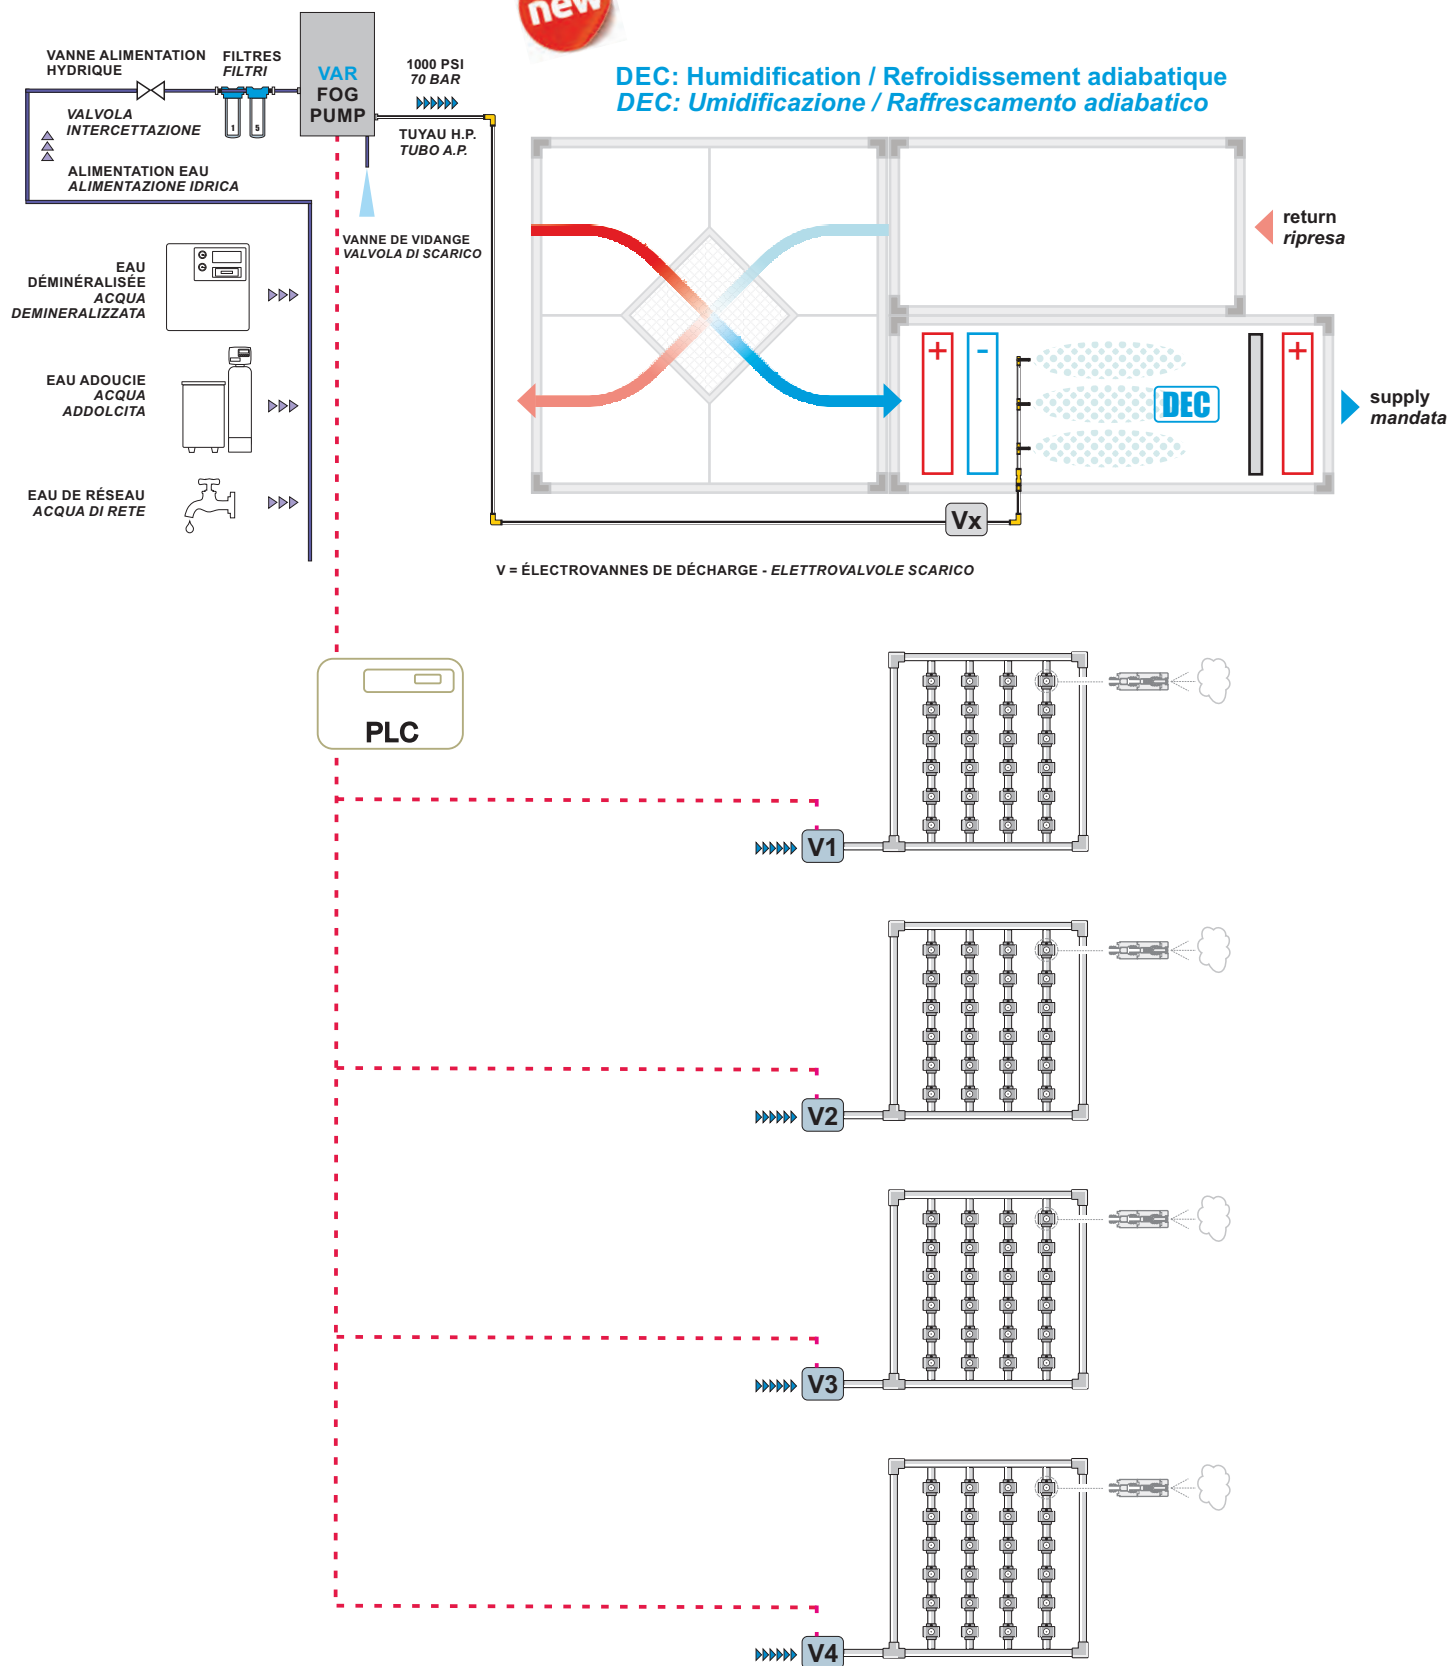 new
VANNE ALIMENTATION
HYDRIQUE
FILTRES
FILTRI
VAR
FOG
PUMP
1000 PSI
70 BAR
TUYAU H.P.
TUBO A.P.
VALVOLA
INTERCETTAZIONE
1 5
ALIMENTATION EAU
ALIMENTAZIONE IDRICA
VANNE DE VIDANGE
VALVOLA DI SCARICO
EAU
DÉMINÉRALISÉE
ACQUA
DEMINERALIZZATA
EAU ADOUCIE
ACQUA
ADDOLCITA
EAU DE RÉSEAU
ACQUA DI RETE
DEC: Humidification / Refroidissement adiabatique
DEC: Umidificazione / Raffrescamento adiabatico
return
ripresa
+ - +
DEC
supply
mandata
Vx
V = ÉLECTROVANNES DE DÉCHARGE - ELETTROVALVOLE SCARICO
PLC
V1
V2
V3
V4